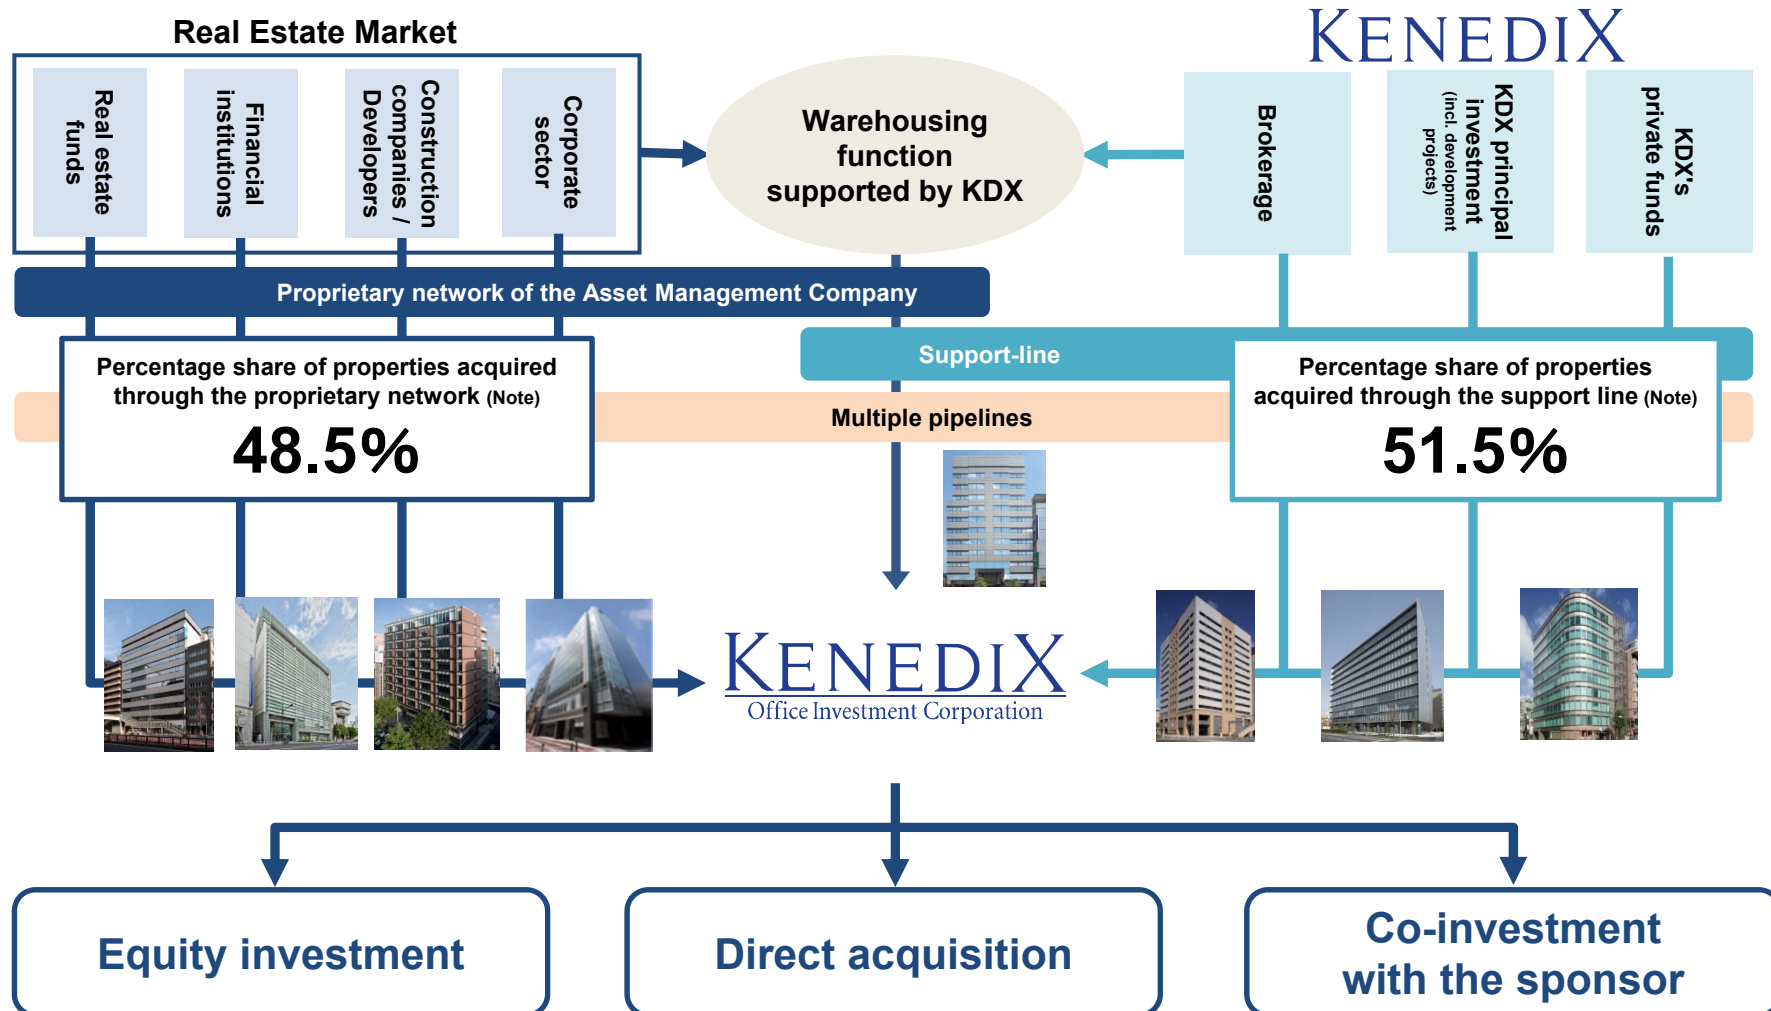 Real Estate Market
Real estate
funds
Financial
institutions
Construction
companies /
Developers
Corporate
sector
Warehousing
function
supported by KDX
KENEDIX
Brokerage
KDX principal
investment
(incl. development
projects)
KDX's
private funds
Proprietary network of the Asset Management Company
Support-line
Multiple pipelines
Percentage share of properties acquired
through the proprietary network (Note)
48.5%
Percentage share of properties
acquired through the support line (Note)
51.5%
KENEDIX
Office Investment Corporation
Equity investment
Direct acquisition
Co-investment
with the sponsor